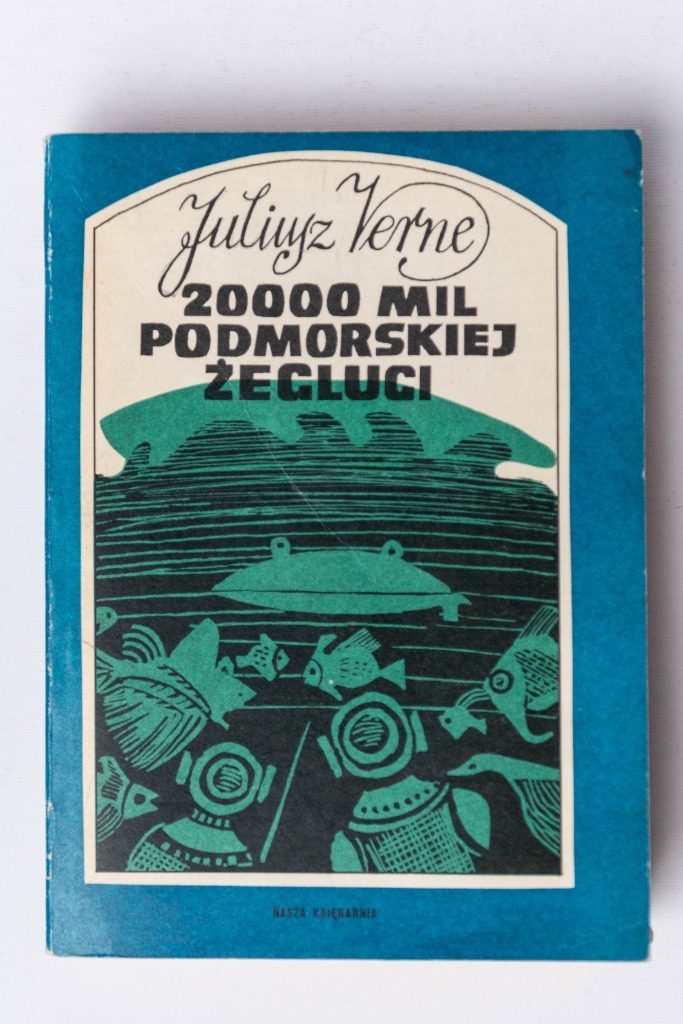 Juliusz Verne
20000 MIL
PODMORSKIEJ
ŻEGLUGI
NASZA KSIĘGARNIA